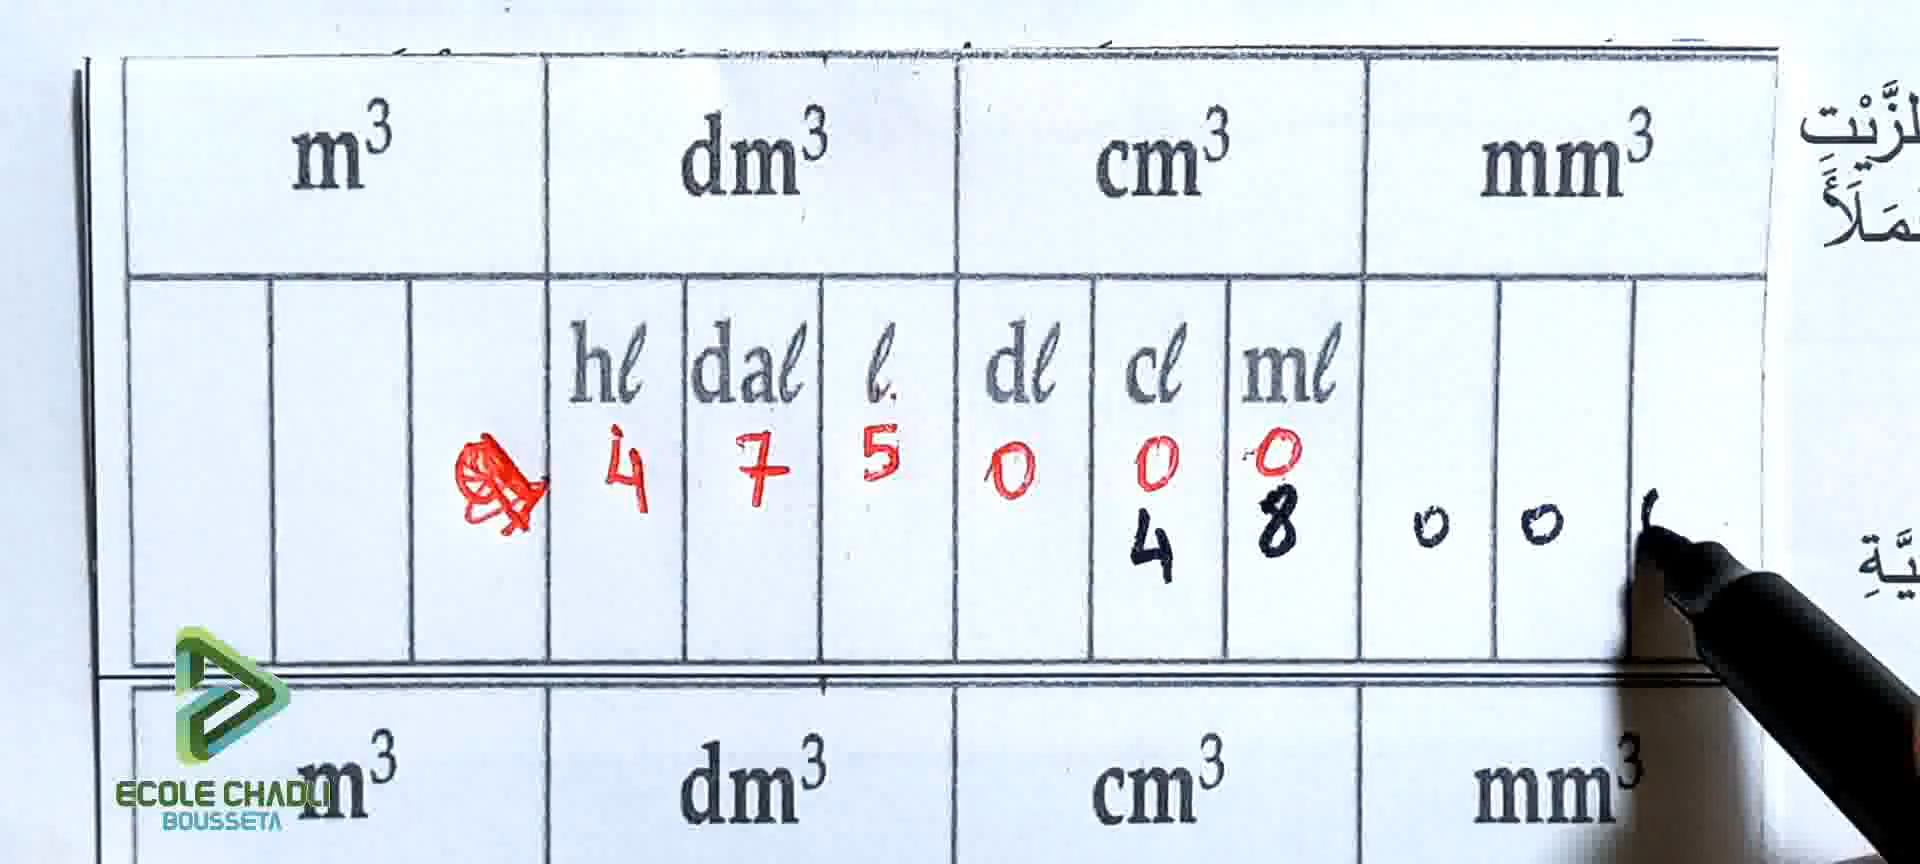 m³ dm³ cm³ mm³
hl dal l dl cl ml
4 7 5 0 0 0
4 8 0 0
m³ dm³ cm³ mm³
ECOLE CHADLI
BOUSSETA